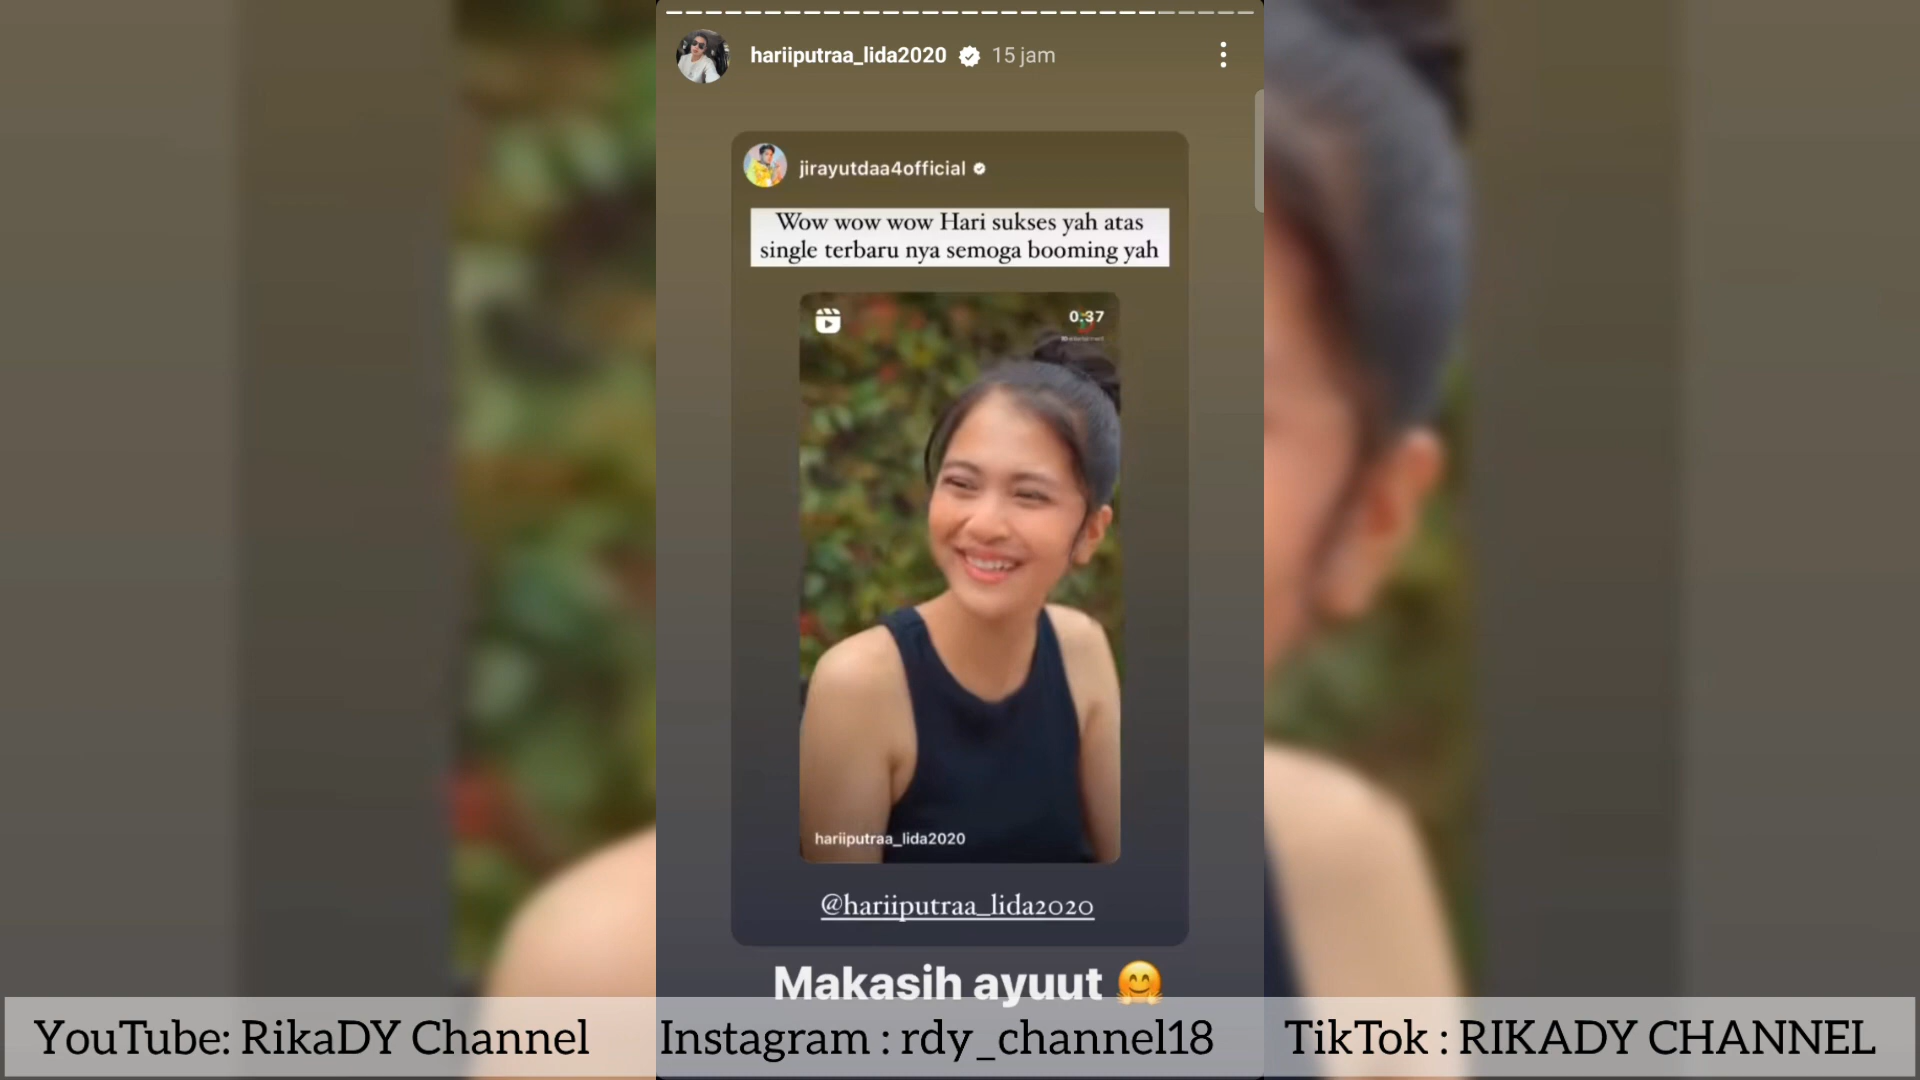 hariiputraa_lida2020 15 jam
jirayutdaa4official
Wow wow wow Hari sukses yah atas
single terbaru nya semoga booming yah
0:37
hariiputraa_lida2020
@hariiputraa_lida2020
Makasih ayuut 🤗
YouTube: RikaDY Channel Instagram : rdy_channel18 TikTok : RIKADY CHANNEL